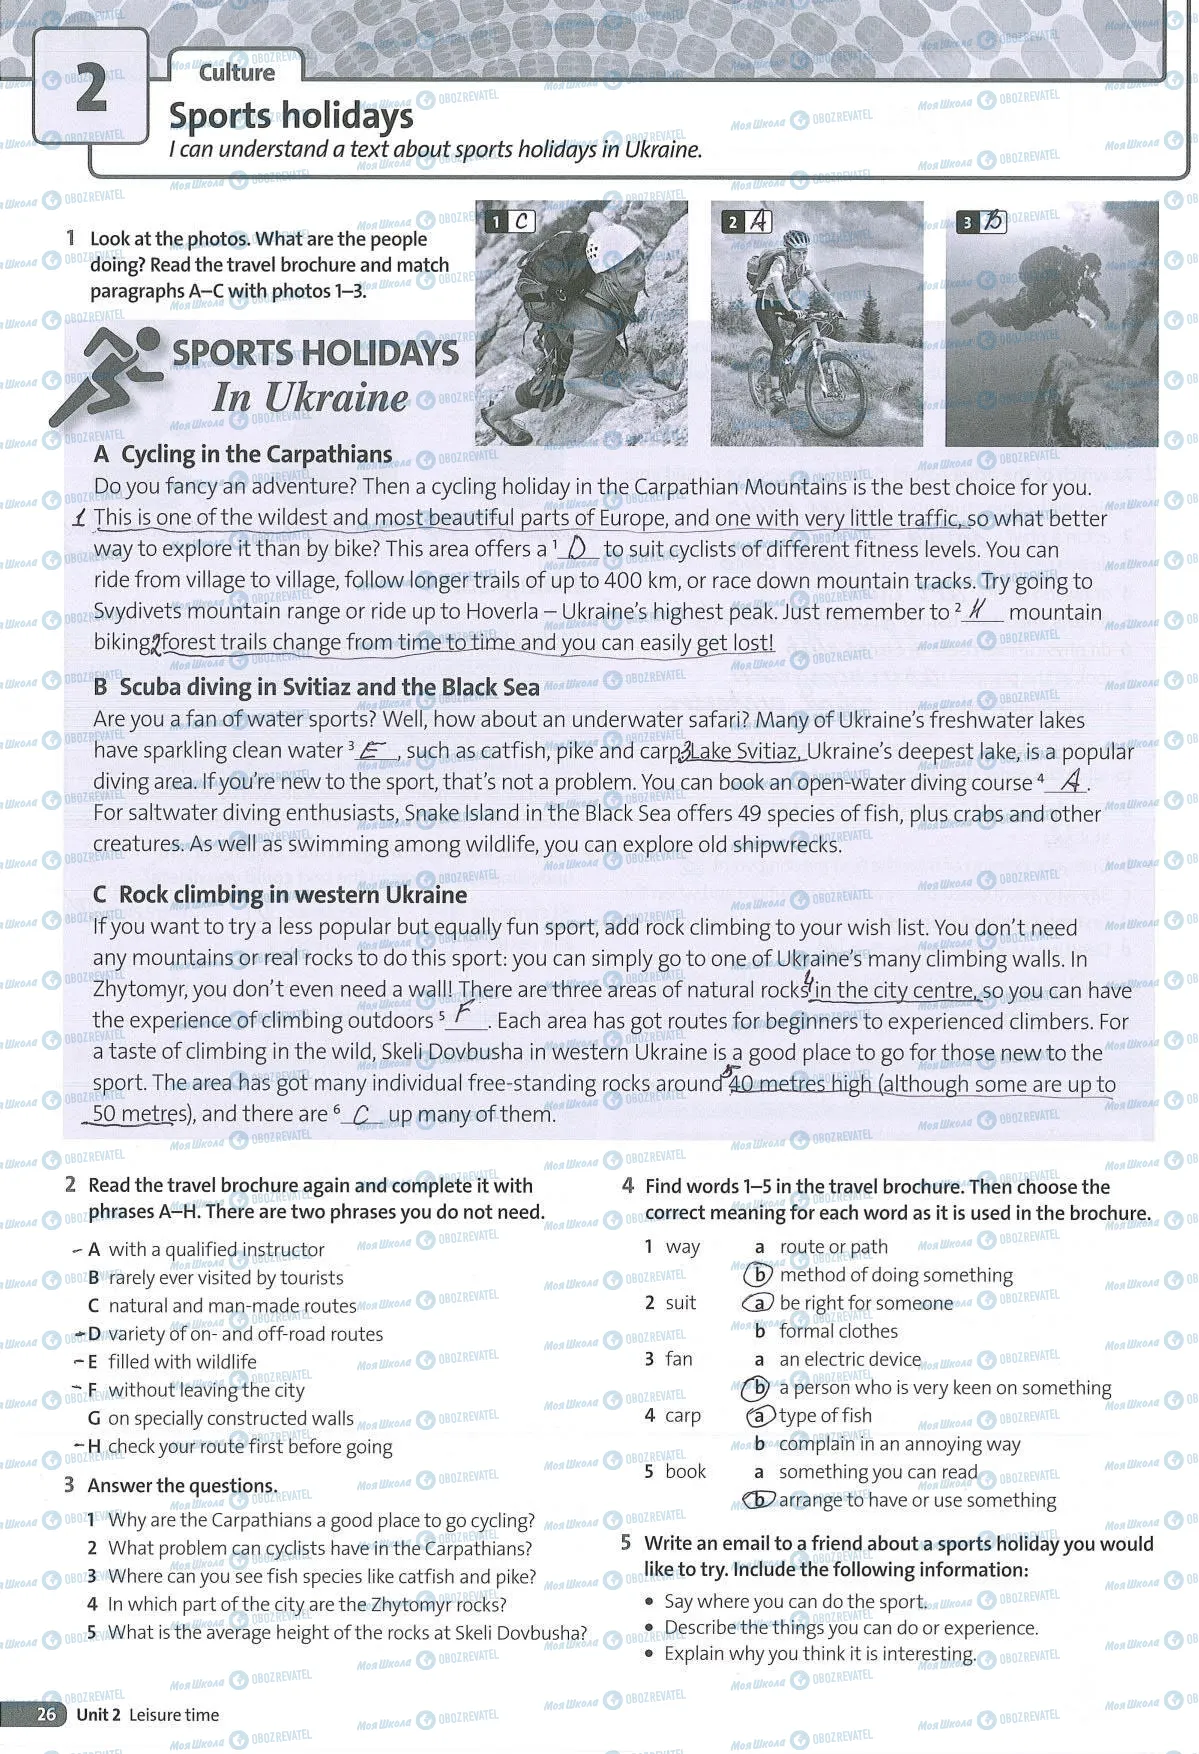 2
Culture
Sports holidays
I can understand a text about sports holidays in Ukraine.
1 Look at the photos. What are the people
doing? Read the travel brochure and match
paragraphs A–C with photos 1–3.
1 C
2 A
3 B
SPORTS HOLIDAYS
In Ukraine
A Cycling in the Carpathians
Do you fancy an adventure? Then a cycling holiday in the Carpathian Mountains is the best choice for you.
1 This is one of the wildest and most beautiful parts of Europe, and one with very little traffic, so what better
way to explore it than by bike? This area offers a ¹ D to suit cyclists of different fitness levels. You can
ride from village to village, follow longer trails of up to 400 km, or race down mountain tracks. Try going to
Svydivets mountain range or ride up to Hoverla – Ukraine's highest peak. Just remember to ² H mountain
biking; 2 forest trails change from time to time and you can easily get lost!
B Scuba diving in Svitiaz and the Black Sea
Are you a fan of water sports? Well, how about an underwater safari? Many of Ukraine's freshwater lakes
have sparkling clean water ³ E , such as catfish, pike and carp. 3 Lake Svitiaz, Ukraine's deepest lake, is a popular
diving area. If you're new to the sport, that's not a problem. You can book an open-water diving course ⁴ A .
For saltwater diving enthusiasts, Snake Island in the Black Sea offers 49 species of fish, plus crabs and other
creatures. As well as swimming among wildlife, you can explore old shipwrecks.
C Rock climbing in western Ukraine
If you want to try a less popular but equally fun sport, add rock climbing to your wish list. You don't need
any mountains or real rocks to do this sport: you can simply go to one of Ukraine's many climbing walls. In
Zhytomyr, you don't even need a wall! There are three areas of natural rocks 4 in the city centre, so you can have
the experience of climbing outdoors ⁵ F . Each area has got routes for beginners to experienced climbers. For
a taste of climbing in the wild, Skeli Dovbusha in western Ukraine is a good place to go for those new to the
sport. The area has got many individual free-standing rocks around 5 40 metres high (although some are up to
50 metres), and there are ⁶ C up many of them.
2 Read the travel brochure again and complete it with
phrases A–H. There are two phrases you do not need.
- A with a qualified instructor
B rarely ever visited by tourists
C natural and man-made routes
- D variety of on- and off-road routes
- E filled with wildlife
- F without leaving the city
G on specially constructed walls
- H check your route first before going
3 Answer the questions.
1 Why are the Carpathians a good place to go cycling?
2 What problem can cyclists have in the Carpathians?
3 Where can you see fish species like catfish and pike?
4 In which part of the city are the Zhytomyr rocks?
5 What is the average height of the rocks at Skeli Dovbusha?
4 Find words 1–5 in the travel brochure. Then choose the
correct meaning for each word as it is used in the brochure.
1 way a route or path
b method of doing something
2 suit a be right for someone
b formal clothes
3 fan a an electric device
b a person who is very keen on something
4 carp a type of fish
b complain in an annoying way
5 book a something you can read
b arrange to have or use something
5 Write an email to a friend about a sports holiday you would
like to try. Include the following information:
• Say where you can do the sport.
• Describe the things you can do or experience.
• Explain why you think it is interesting.
26 Unit 2 Leisure time
Моя Школа OBOZREVATEL